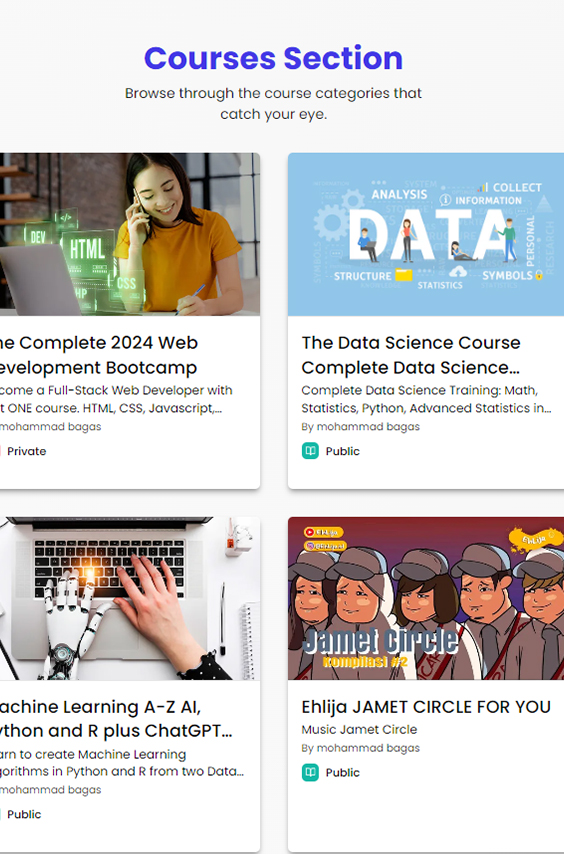 Courses Section
Browse through the course categories that
catch your eye.
DEV
</>
HTML
CSS
ANALYSIS
COLLECT
INFORMATION
DATA
PERSONAL
RESEARCH
STRUCTURE
STATISTICS
SYMBOLS
he Complete 2024 Web
evelopment Bootcamp
come a Full-Stack Web Developer with
t ONE course. HTML, CSS, Javascript,...
mohammad bagas
Private
The Data Science Course
Complete Data Science...
Complete Data Science Training: Math,
Statistics, Python, Advanced Statistics in...
By mohammad bagas
Public
Ehlija
Ehlija
Jamet Circle
kompilasi #2
achine Learning A-Z AI,
ython and R plus ChatGPT...
arn to create Machine Learning
gorithms in Python and R from two Data...
mohammad bagas
Public
Ehlija JAMET CIRCLE FOR YOU
Music Jamet Circle
By mohammad bagas
Public